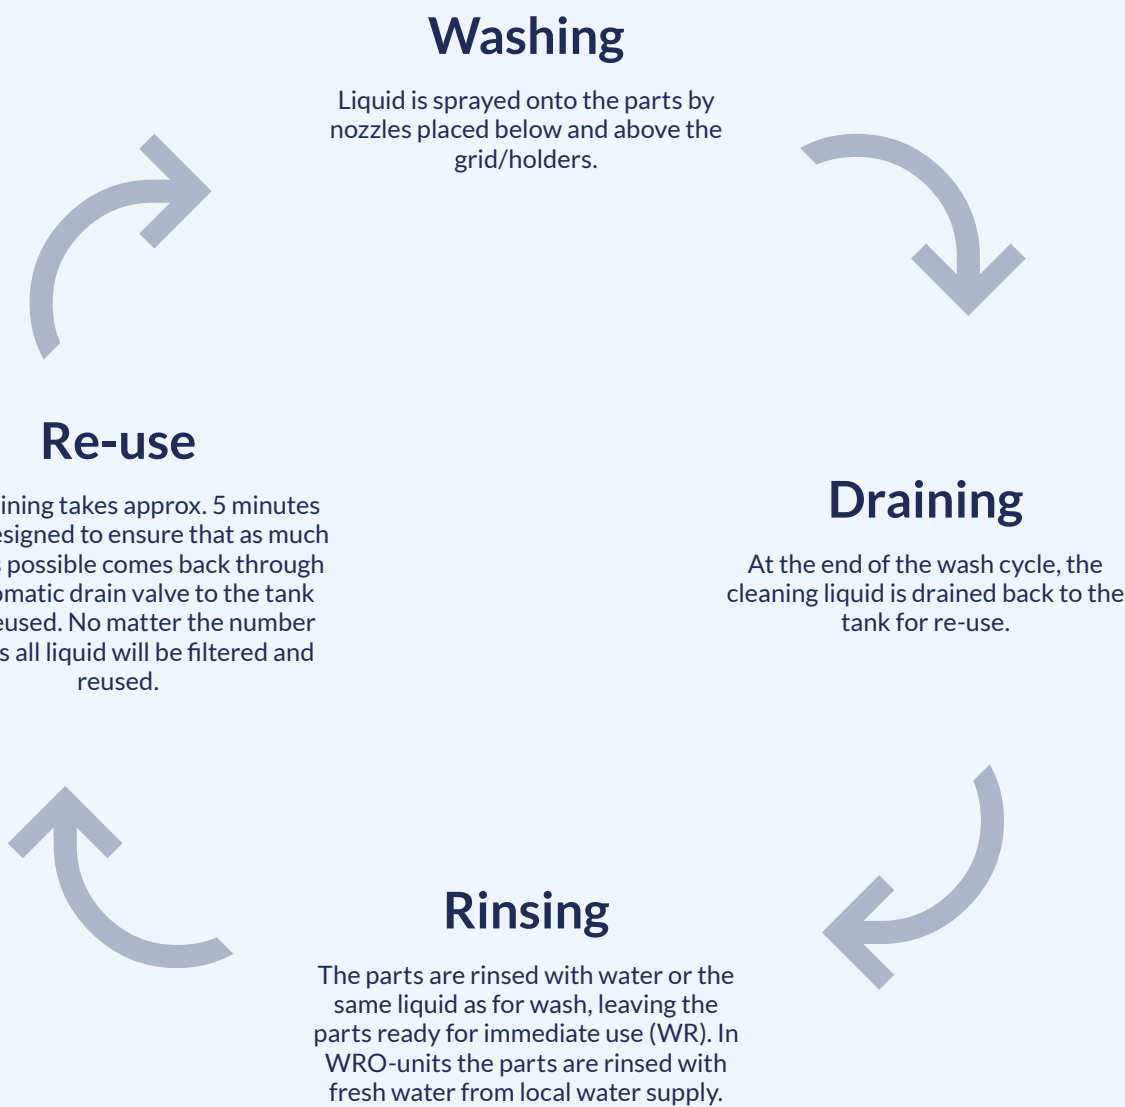 Washing
Liquid is sprayed onto the parts by
nozzles placed below and above the
grid/holders.
Draining
At the end of the wash cycle, the
cleaning liquid is drained back to the
tank for re-use.
Rinsing
The parts are rinsed with water or the
same liquid as for wash, leaving the
parts ready for immediate use (WR). In
WRO-units the parts are rinsed with
fresh water from local water supply.
Re-use
takes approx. 5 minutes
to ensure that as much
possible comes back through
drain valve to the tank
No matter the number
all liquid will be filtered and
reused.